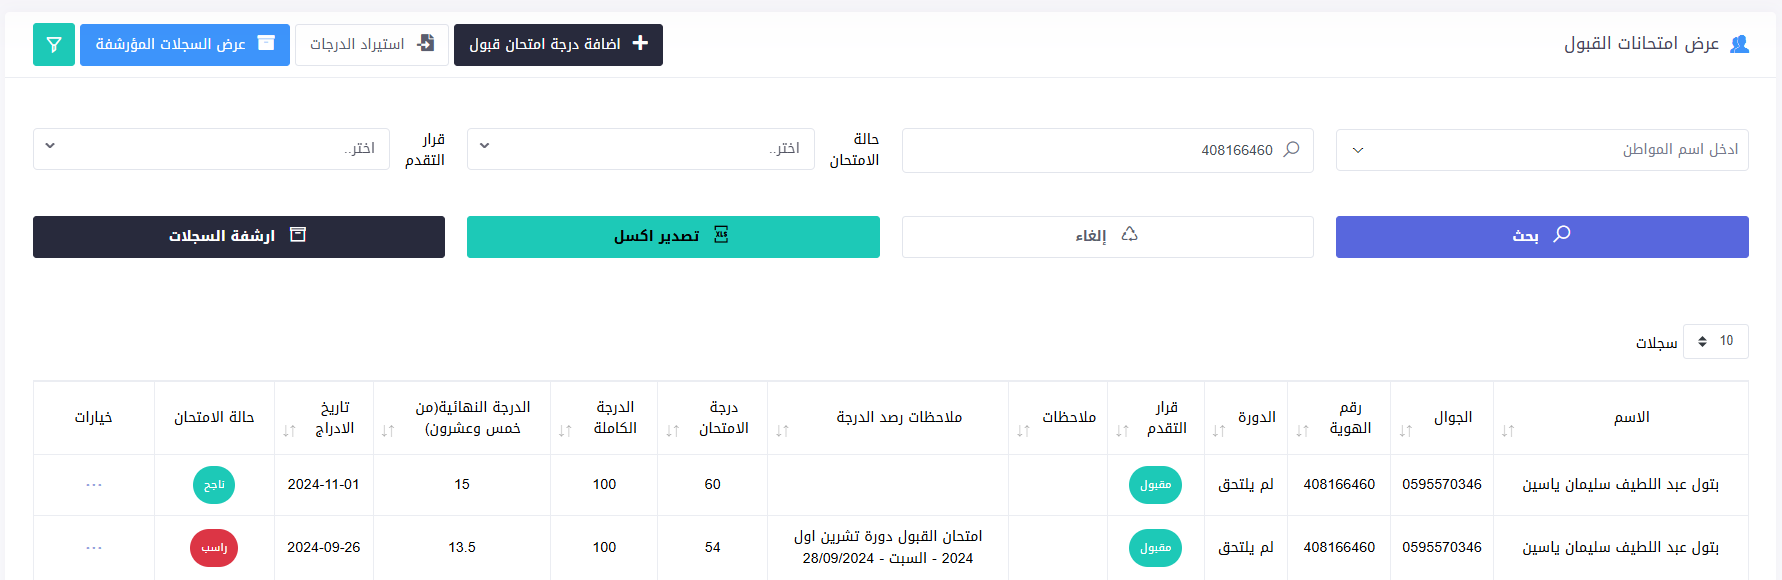 عرض امتحانات القبول
اضافة درجة امتحان قبول
استيراد الدرجات
عرض السجلات المؤرشفة
ادخل اسم المواطن
408166460
حالة
الامتحان
اختر..
قرار
التقدم
اختر..
بحث
إلغاء
XLS تصدير اكسل
ارشفة السجلات
10 سجلات
الاسم
الجوال
رقم
الهوية
الدورة
قرار
التقدم
ملاحظات
ملاحظات رصد الدرجة
درجة
الامتحان
الدرجة
الكاملة
الدرجة النهائية(من
خمس وعشرون)
تاريخ
الادراج
حالة الامتحان
خيارات
بتول عبد اللطيف سليمان ياسين
0595570346
408166460
لم يلتحق
مقبول
60
100
15
2024-11-01
ناجح
...
بتول عبد اللطيف سليمان ياسين
0595570346
408166460
لم يلتحق
مقبول
امتحان القبول دورة تشرين اول
2024 - السبت - 28/09/2024
54
100
13.5
2024-09-26
راسب
...